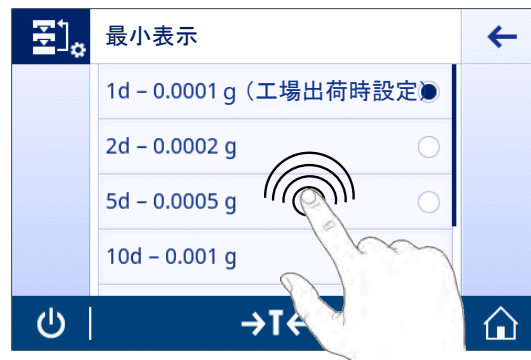 最小表示
1d – 0.0001 g（工場出荷時設定）
2d – 0.0002 g
5d – 0.0005 g
10d – 0.001 g
→T←